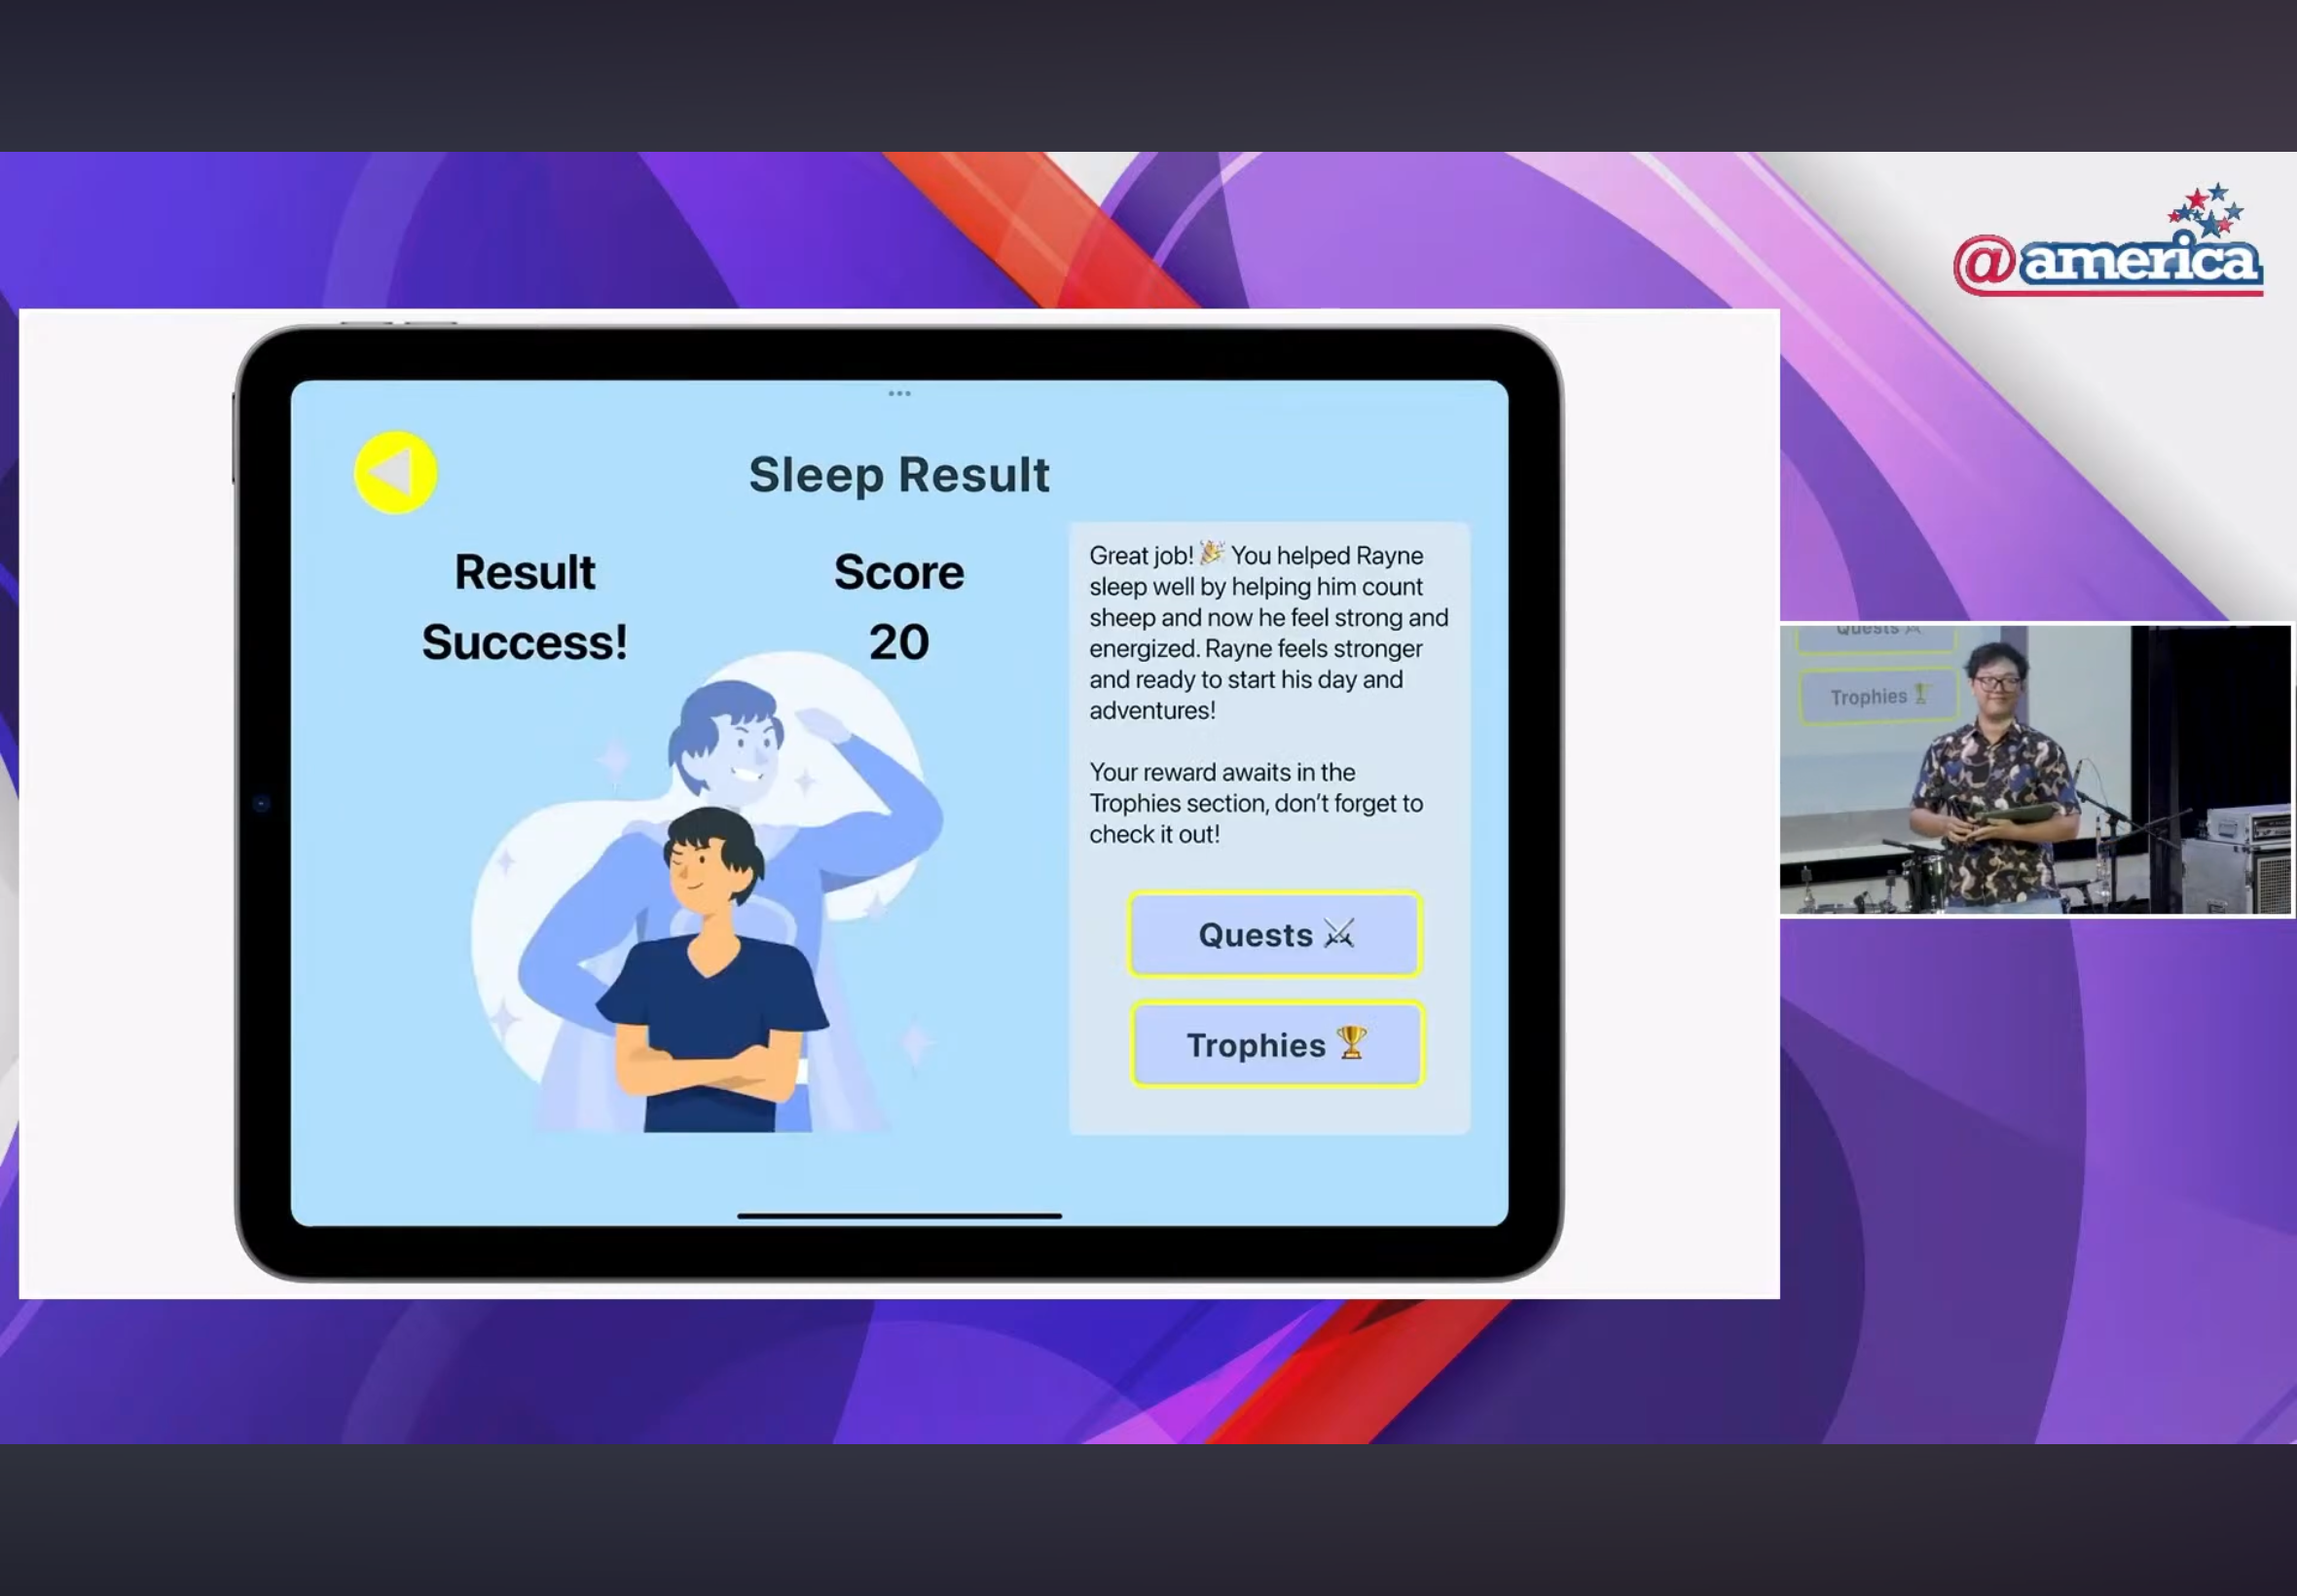 @america
Sleep Result
Result
Success!
Score
20
Great job! 🎉 You helped Rayne
sleep well by helping him count
sheep and now he feel strong and
energized. Rayne feels stronger
and ready to start his day and
adventures!
Your reward awaits in the
Trophies section, don't forget to
check it out!
Quests ⚔
Trophies 🏆
Quests ⚔
Trophies 🏆